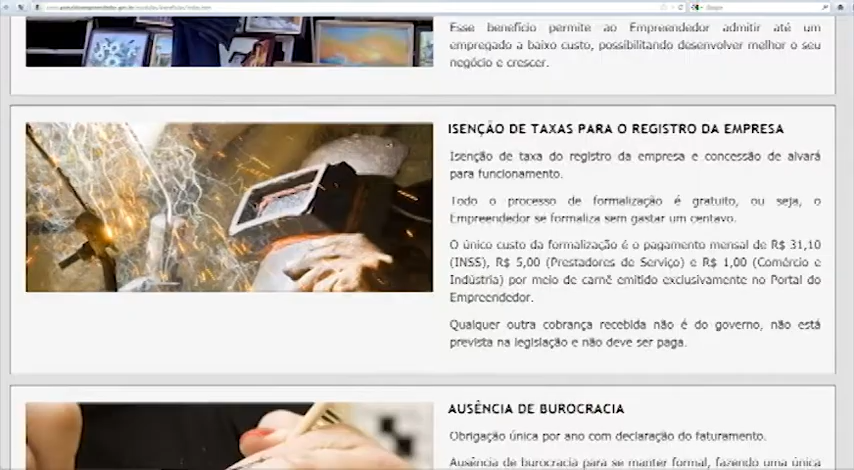 Esse benefício permite ao Empreendedor admitir até um
empregado a baixo custo, possibilitando desenvolver melhor o seu
negócio e crescer.
ISENÇÃO DE TAXAS PARA O REGISTRO DA EMPRESA
Isenção de taxa do registro da empresa e concessão de alvará
para funcionamento.
Todo o processo de formalização é gratuito, ou seja, o
Empreendedor se formaliza sem gastar um centavo.
O único custo da formalização é o pagamento mensal de R$ 31,10
(INSS), R$ 5,00 (Prestadores de Serviço) e R$ 1,00 (Comércio e
Indústria) por meio de carnê emitido exclusivamente no Portal do
Empreendedor.
Qualquer outra cobrança recebida não é do governo, não está
prevista na legislação e não deve ser paga.
AUSÊNCIA DE BUROCRACIA
Obrigação única por ano com declaração do faturamento.
Ausência de burocracia para se manter formal, fazendo uma única